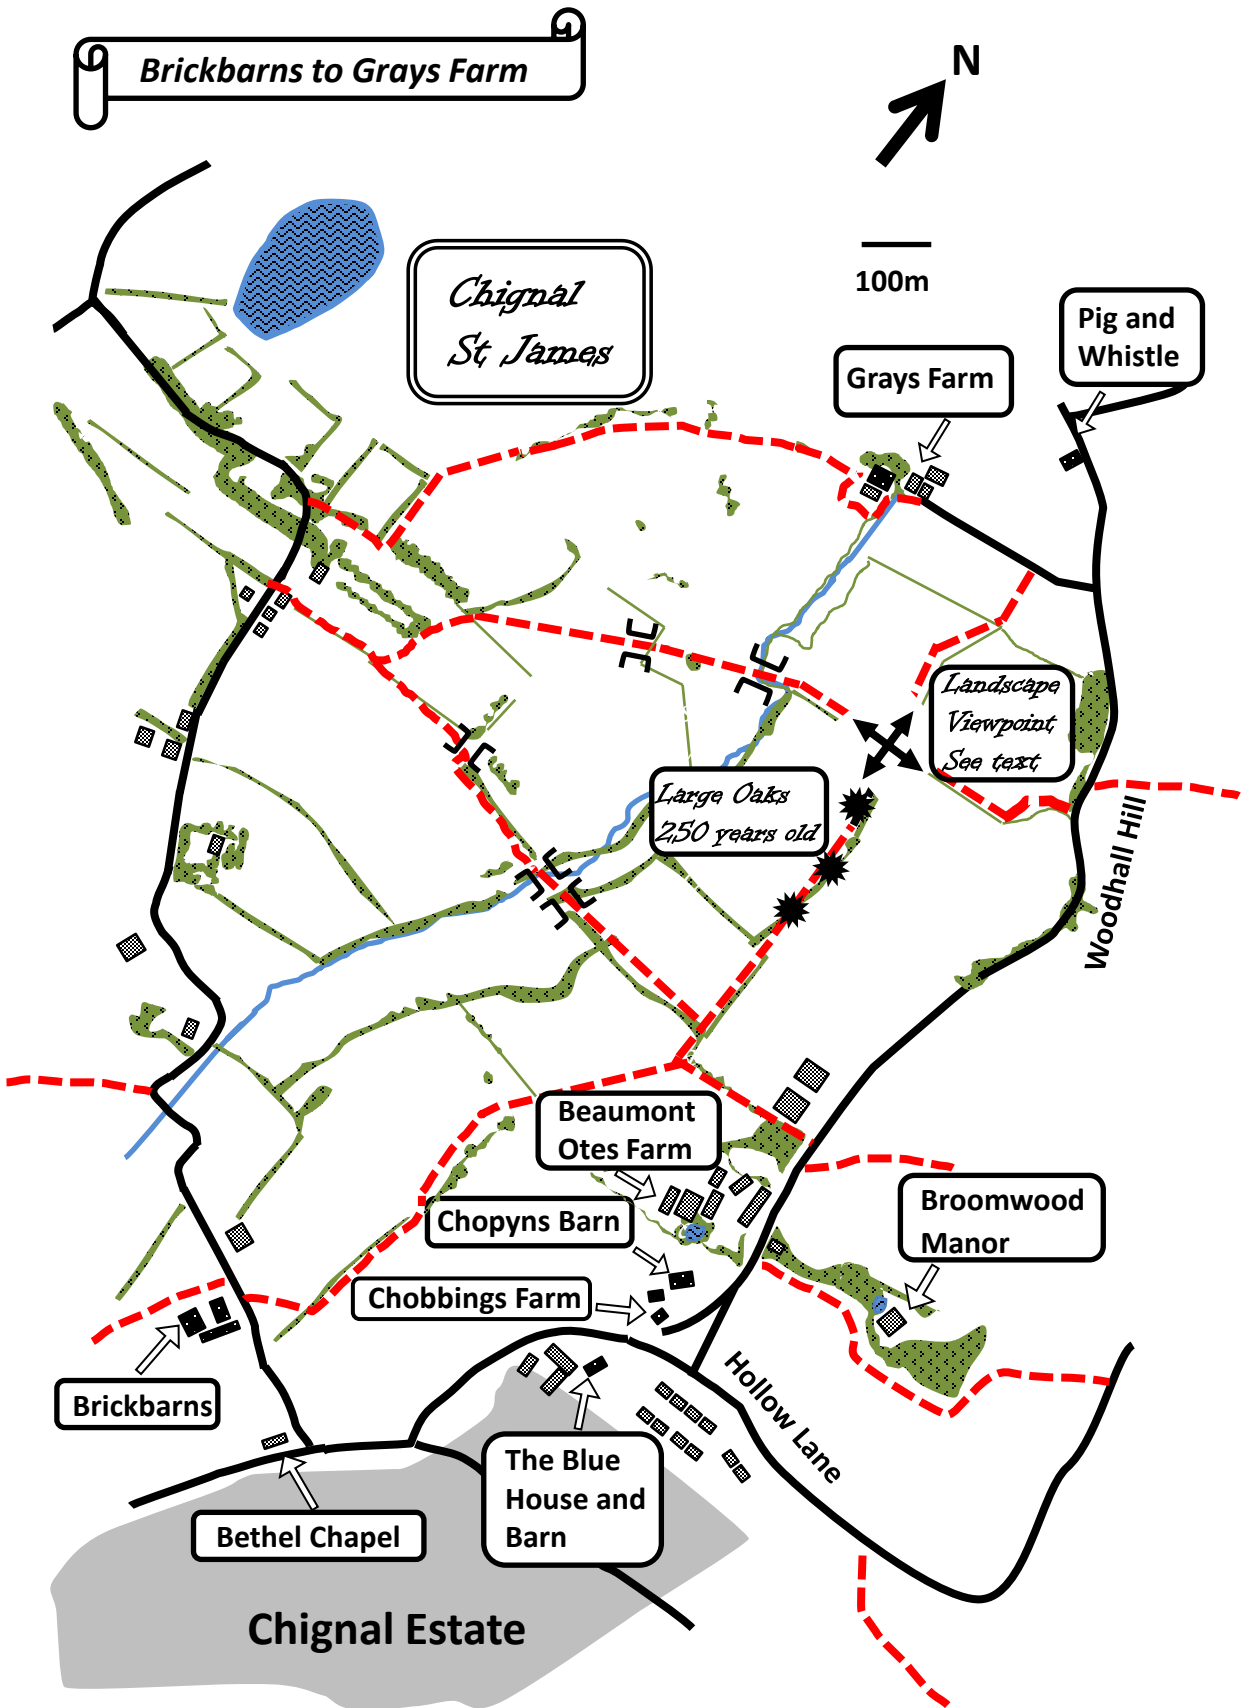 Brickbarns to Grays Farm
N
Chignal
St James
100m
Pig and
Whistle
Grays Farm
Landscape
Viewpoint
See text
Large Oaks
250 years old
Woodhall Hill
Beaumont
Otes Farm
Chopyns Barn
Broomwood
Manor
Chobbings Farm
Brickbarns
Hollow Lane
The Blue
House and
Barn
Bethel Chapel
Chignal Estate